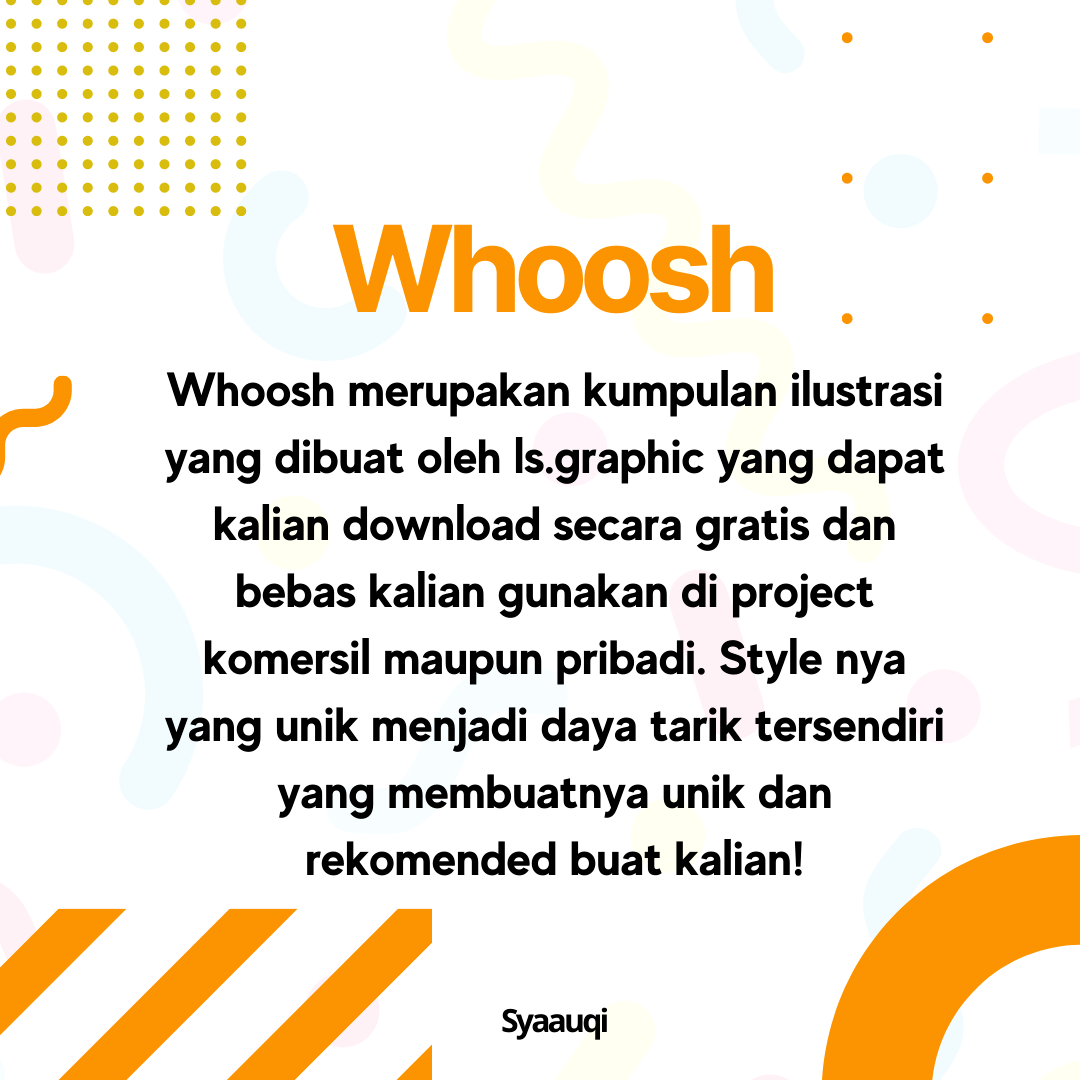 Whoosh
Whoosh merupakan kumpulan ilustrasi
yang dibuat oleh ls.graphic yang dapat
kalian download secara gratis dan
bebas kalian gunakan di project
komersil maupun pribadi. Style nya
yang unik menjadi daya tarik tersendiri
yang membuatnya unik dan
rekomended buat kalian!
Syaauqi